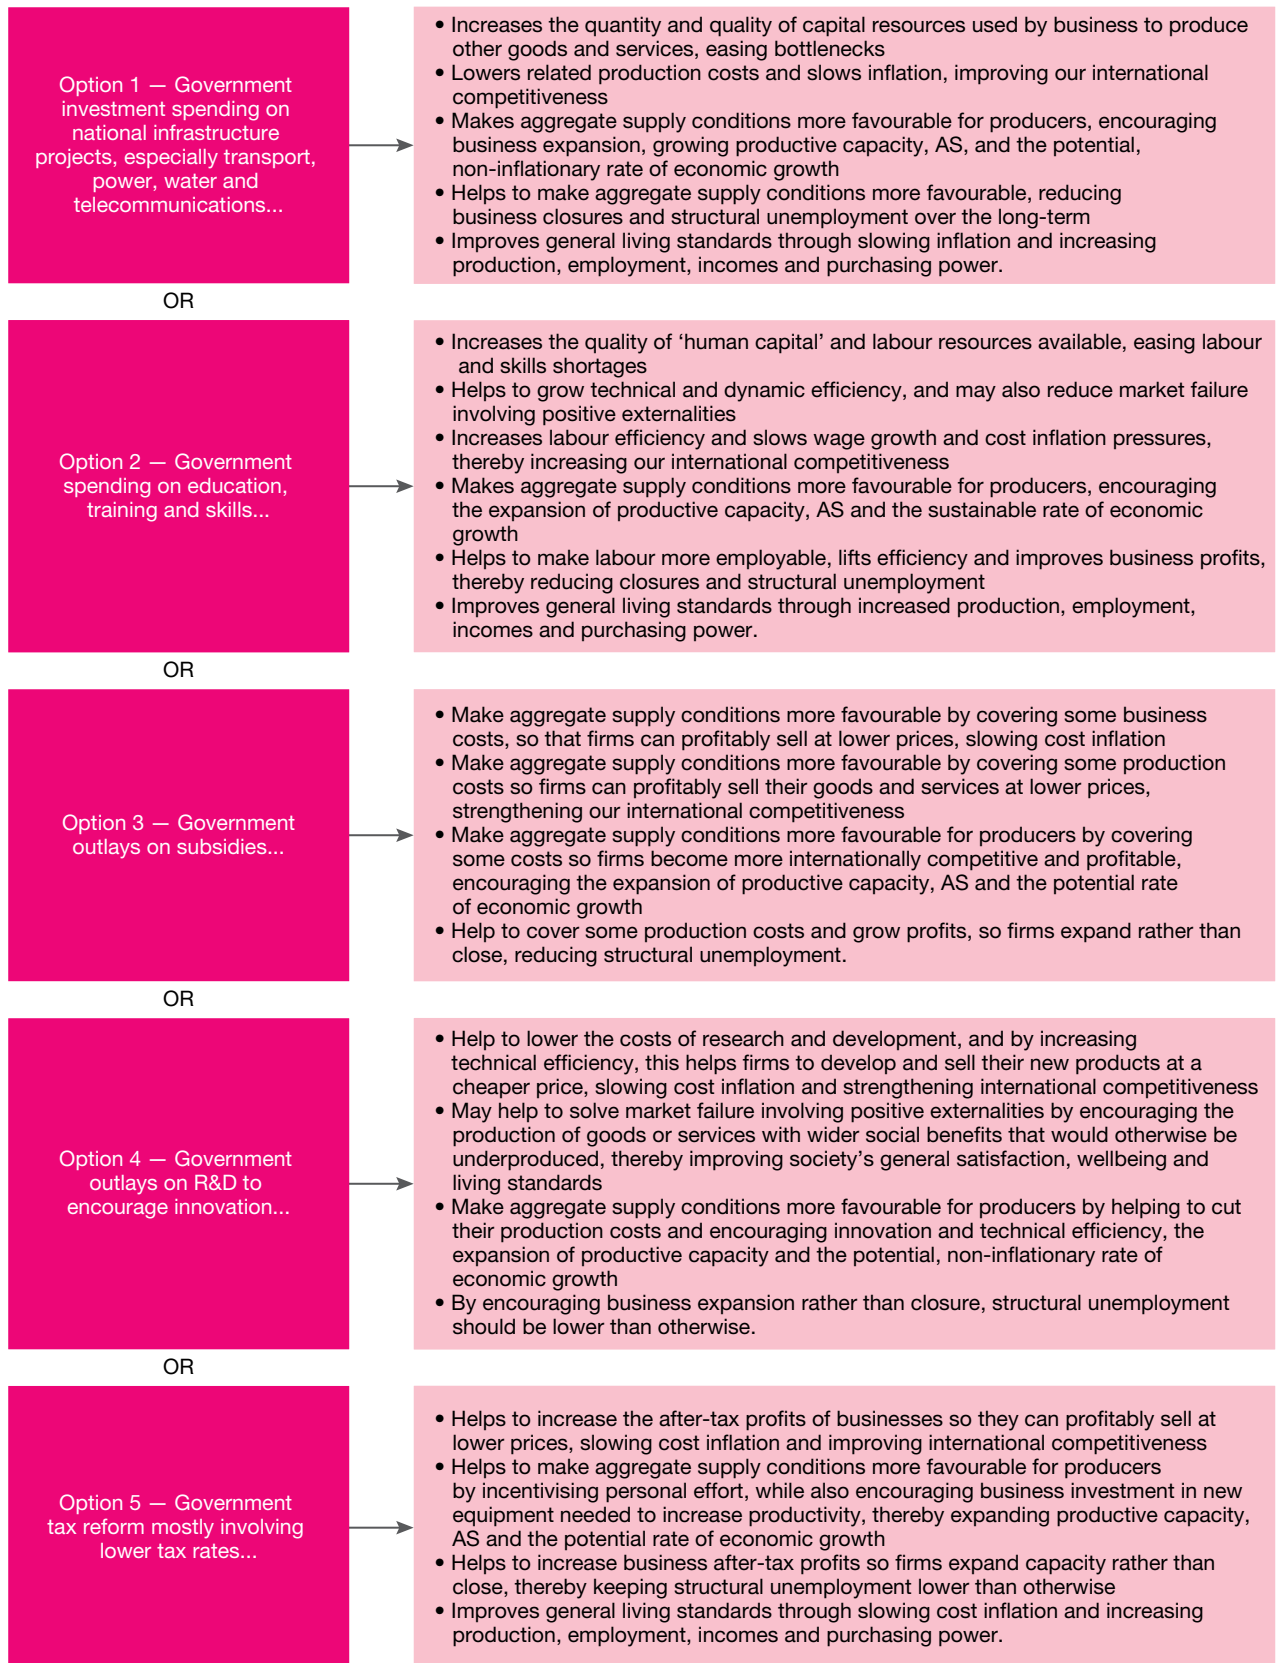 Option 1 — Government
investment spending on
national infrastructure
projects, especially transport,
power, water and
telecommunications...
• Increases the quantity and quality of capital resources used by business to produce
other goods and services, easing bottlenecks
• Lowers related production costs and slows inflation, improving our international
competitiveness
• Makes aggregate supply conditions more favourable for producers, encouraging
business expansion, growing productive capacity, AS, and the potential,
non-inflationary rate of economic growth
• Helps to make aggregate supply conditions more favourable, reducing
business closures and structural unemployment over the long-term
• Improves general living standards through slowing inflation and increasing
production, employment, incomes and purchasing power.
OR
Option 2 — Government
spending on education,
training and skills...
• Increases the quality of ‘human capital’ and labour resources available, easing labour
and skills shortages
• Helps to grow technical and dynamic efficiency, and may also reduce market failure
involving positive externalities
• Increases labour efficiency and slows wage growth and cost inflation pressures,
thereby increasing our international competitiveness
• Makes aggregate supply conditions more favourable for producers, encouraging
the expansion of productive capacity, AS and the sustainable rate of economic
growth
• Helps to make labour more employable, lifts efficiency and improves business profits,
thereby reducing closures and structural unemployment
• Improves general living standards through increased production, employment,
incomes and purchasing power.
OR
Option 3 — Government
outlays on subsidies...
• Make aggregate supply conditions more favourable by covering some business
costs, so that firms can profitably sell at lower prices, slowing cost inflation
• Make aggregate supply conditions more favourable by covering some production
costs so firms can profitably sell their goods and services at lower prices,
strengthening our international competitiveness
• Make aggregate supply conditions more favourable for producers by covering
some costs so firms become more internationally competitive and profitable,
encouraging the expansion of productive capacity, AS and the potential rate
of economic growth
• Help to cover some production costs and grow profits, so firms expand rather than
close, reducing structural unemployment.
OR
Option 4 — Government
outlays on R&D to
encourage innovation...
• Help to lower the costs of research and development, and by increasing
technical efficiency, this helps firms to develop and sell their new products at a
cheaper price, slowing cost inflation and strengthening international competitiveness
• May help to solve market failure involving positive externalities by encouraging the
production of goods or services with wider social benefits that would otherwise be
underproduced, thereby improving society’s general satisfaction, wellbeing and
living standards
• Make aggregate supply conditions more favourable for producers by helping to cut
their production costs and encouraging innovation and technical efficiency, the
expansion of productive capacity and the potential, non-inflationary rate of
economic growth
• By encouraging business expansion rather than closure, structural unemployment
should be lower than otherwise.
OR
Option 5 — Government
tax reform mostly involving
lower tax rates...
• Helps to increase the after-tax profits of businesses so they can profitably sell at
lower prices, slowing cost inflation and improving international competitiveness
• Helps to make aggregate supply conditions more favourable for producers
by incentivising personal effort, while also encouraging business investment in new
equipment needed to increase productivity, thereby expanding productive capacity,
AS and the potential rate of economic growth
• Helps to increase business after-tax profits so firms expand capacity rather than
close, thereby keeping structural unemployment lower than otherwise
• Improves general living standards through slowing cost inflation and increasing
production, employment, incomes and purchasing power.